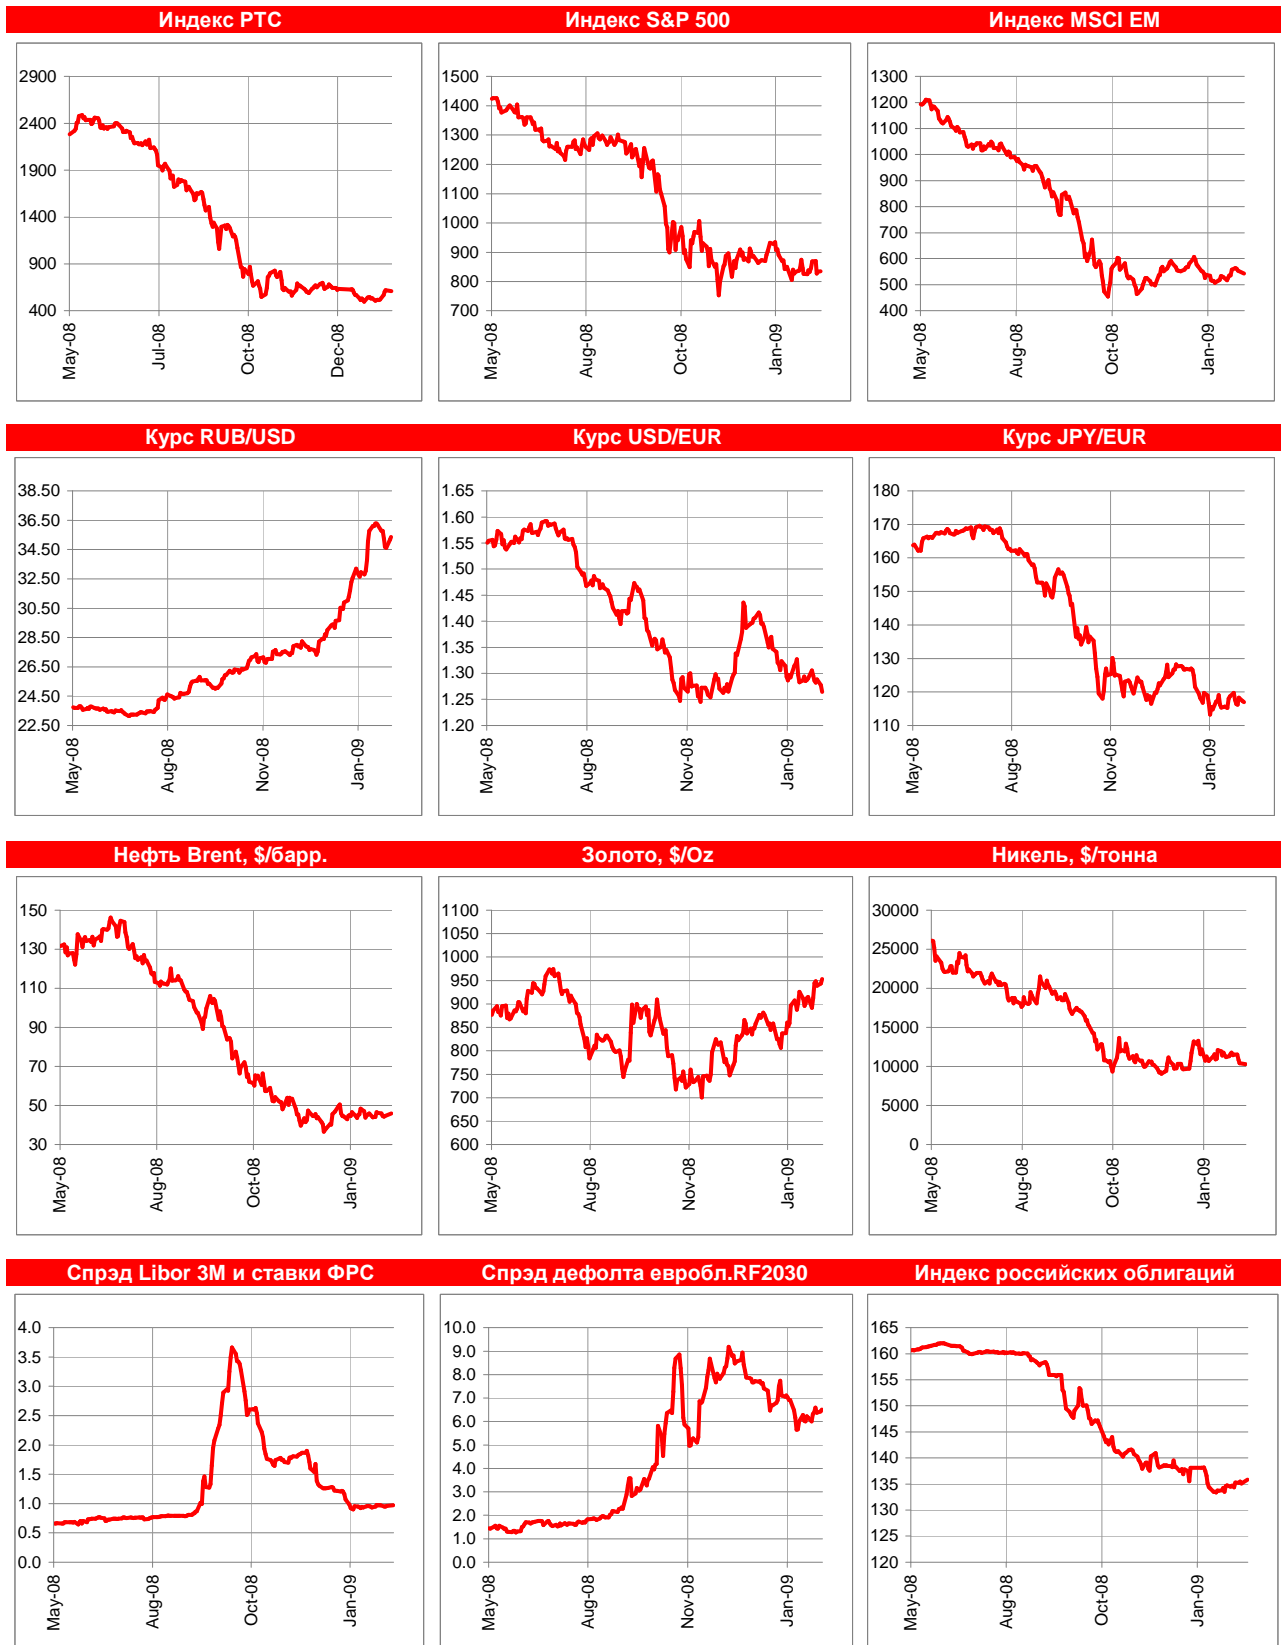 Индекс РТС
2900
2400
1900
1400
900
400
May-08
Jul-08
Oct-08
Dec-08
Индекс S&P 500
1500
1400
1300
1200
1100
1000
900
800
700
May-08
Aug-08
Oct-08
Jan-09
Индекс MSCI EM
1300
1200
1100
1000
900
800
700
600
500
400
May-08
Aug-08
Oct-08
Jan-09
Курс RUB/USD
38.50
36.50
34.50
32.50
30.50
28.50
26.50
24.50
22.50
May-08
Aug-08
Nov-08
Jan-09
Курс USD/EUR
1.65
1.60
1.55
1.50
1.45
1.40
1.35
1.30
1.25
1.20
May-08
Aug-08
Nov-08
Jan-09
Курс JPY/EUR
180
170
160
150
140
130
120
110
May-08
Aug-08
Nov-08
Jan-09
Нефть Brent, $/барр.
150
130
110
90
70
50
30
May-08
Aug-08
Oct-08
Jan-09
Золото, $/Oz
1100
1050
1000
950
900
850
800
750
700
650
600
May-08
Aug-08
Nov-08
Jan-09
Никель, $/тонна
30000
25000
20000
15000
10000
5000
0
May-08
Aug-08
Oct-08
Jan-09
Спрэд Libor 3M и ставки ФРС
4.0
3.5
3.0
2.5
2.0
1.5
1.0
0.5
0.0
May-08
Aug-08
Oct-08
Jan-09
Спрэд дефолта евробл.RF2030
10.0
9.0
8.0
7.0
6.0
5.0
4.0
3.0
2.0
1.0
0.0
May-08
Aug-08
Nov-08
Jan-09
Индекс российских облигаций
165
160
155
150
145
140
135
130
125
120
May-08
Aug-08
Oct-08
Jan-09